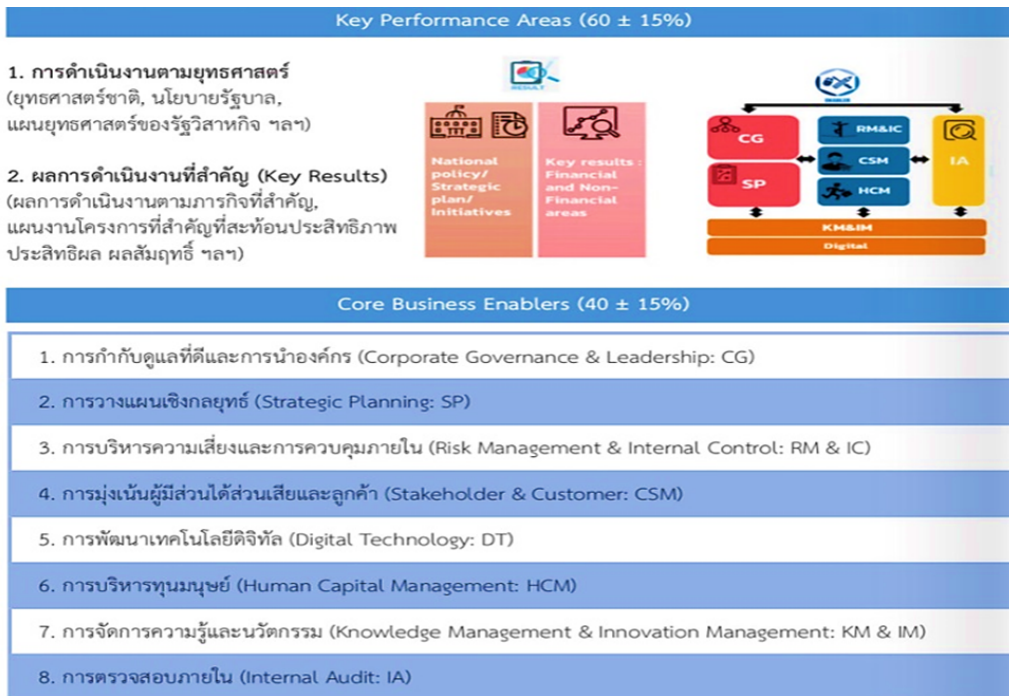 Key Performance Areas (60 ± 15%)
1. การดำเนินงานตามยุทธศาสตร์
(ยุทธศาสตร์ชาติ, นโยบายรัฐบาล,
แผนยุทธศาสตร์ของรัฐวิสาหกิจ ฯลฯ)
2. ผลการดำเนินงานที่สำคัญ (Key Results)
(ผลการดำเนินงานตามภารกิจที่สำคัญ,
แผนงานโครงการที่สำคัญที่สะท้อนประสิทธิภาพ
ประสิทธิผล ผลสัมฤทธิ์ ฯลฯ)
RESULT
National
policy/
Strategic
plan/
Initiatives
Key results :
Financial
and Non-
Financial
areas
ENABLER
CG
SP
RM&IC
CSM
HCM
IA
KM&IM
Digital
Core Business Enablers (40 ± 15%)
1. การกำกับดูแลที่ดีและการนำองค์กร (Corporate Governance & Leadership: CG)
2. การวางแผนเชิงกลยุทธ์ (Strategic Planning: SP)
3. การบริหารความเสี่ยงและการควบคุมภายใน (Risk Management & Internal Control: RM & IC)
4. การมุ่งเน้นผู้มีส่วนได้ส่วนเสียและลูกค้า (Stakeholder & Customer: CSM)
5. การพัฒนาเทคโนโลยีดิจิทัล (Digital Technology: DT)
6. การบริหารทุนมนุษย์ (Human Capital Management: HCM)
7. การจัดการความรู้และนวัตกรรม (Knowledge Management & Innovation Management: KM & IM)
8. การตรวจสอบภายใน (Internal Audit: IA)